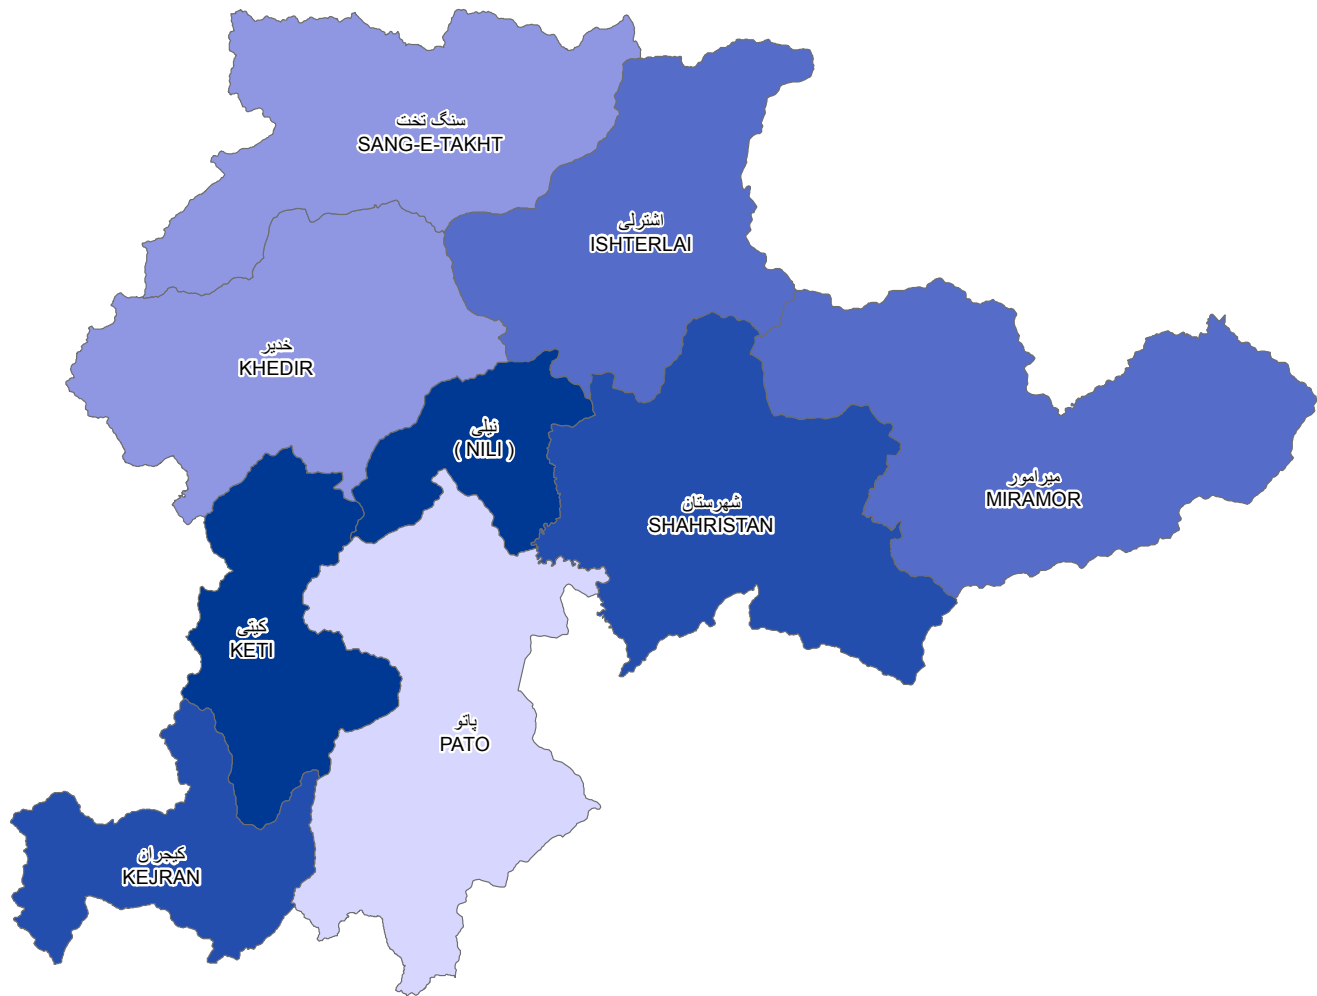 سنگ تخت
SANG-E-TAKHT
اشترلی
ISHTERLAI
خدیر
KHEDIR
نیلی
( NILI )
میرامور
MIRAMOR
شهرستان
SHAHRISTAN
کیتی
KETI
پاتو
PATO
کیجران
KEJRAN